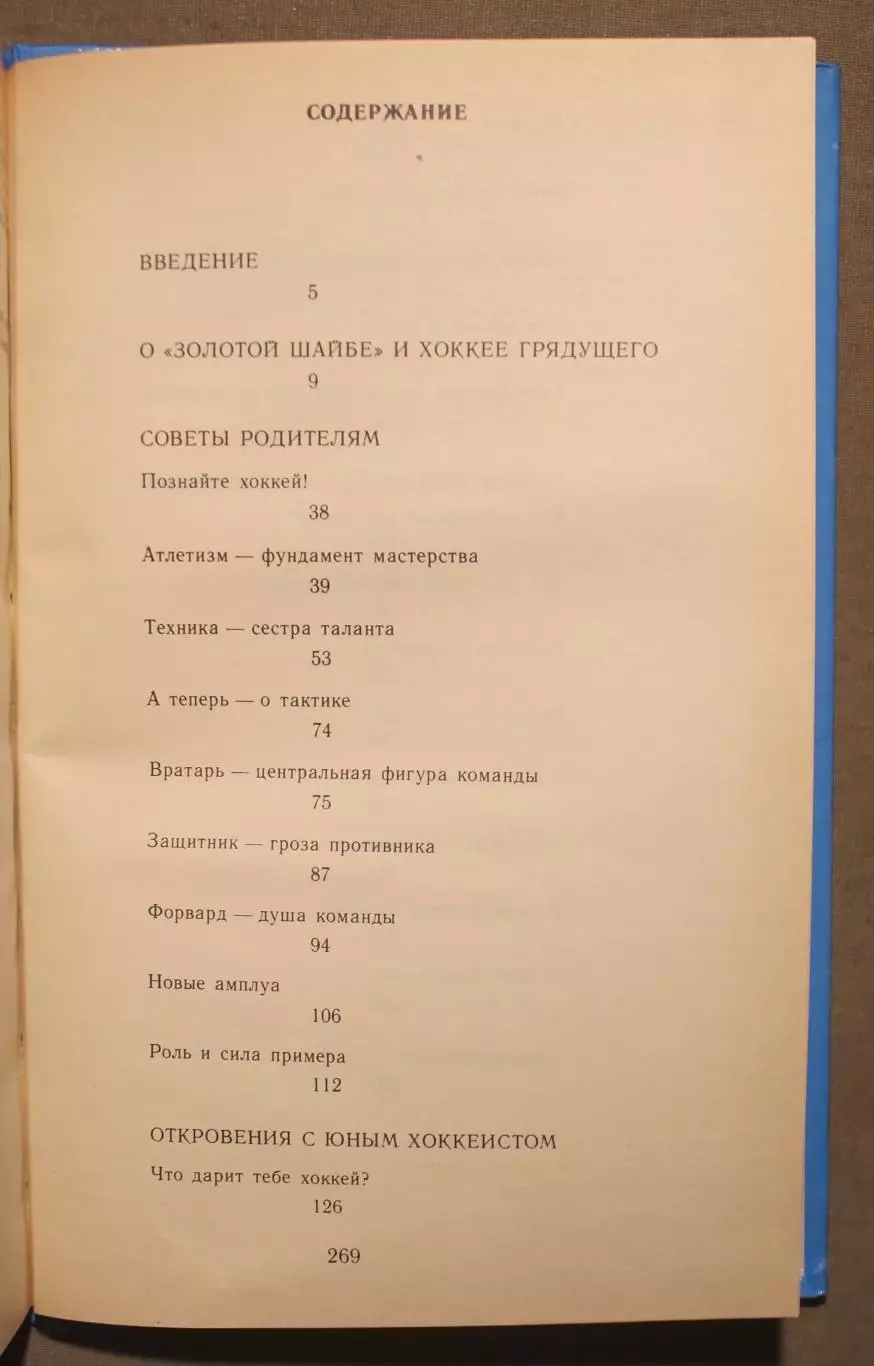 СОДЕРЖАНИЕ
ВВЕДЕНИЕ
5
О «ЗОЛОТОЙ ШАЙБЕ» И ХОККЕЕ ГРЯДУЩЕГО
9
СОВЕТЫ РОДИТЕЛЯМ
Познайте хоккей!
38
Атлетизм — фундамент мастерства
39
Техника — сестра таланта
53
А теперь — о тактике
74
Вратарь — центральная фигура команды
75
Защитник — гроза противника
87
Форвард — душа команды
94
Новые амплуа
106
Роль и сила примера
112
ОТКРОВЕНИЯ С ЮНЫМ ХОККЕИСТОМ
Что дарит тебе хоккей?
126
269